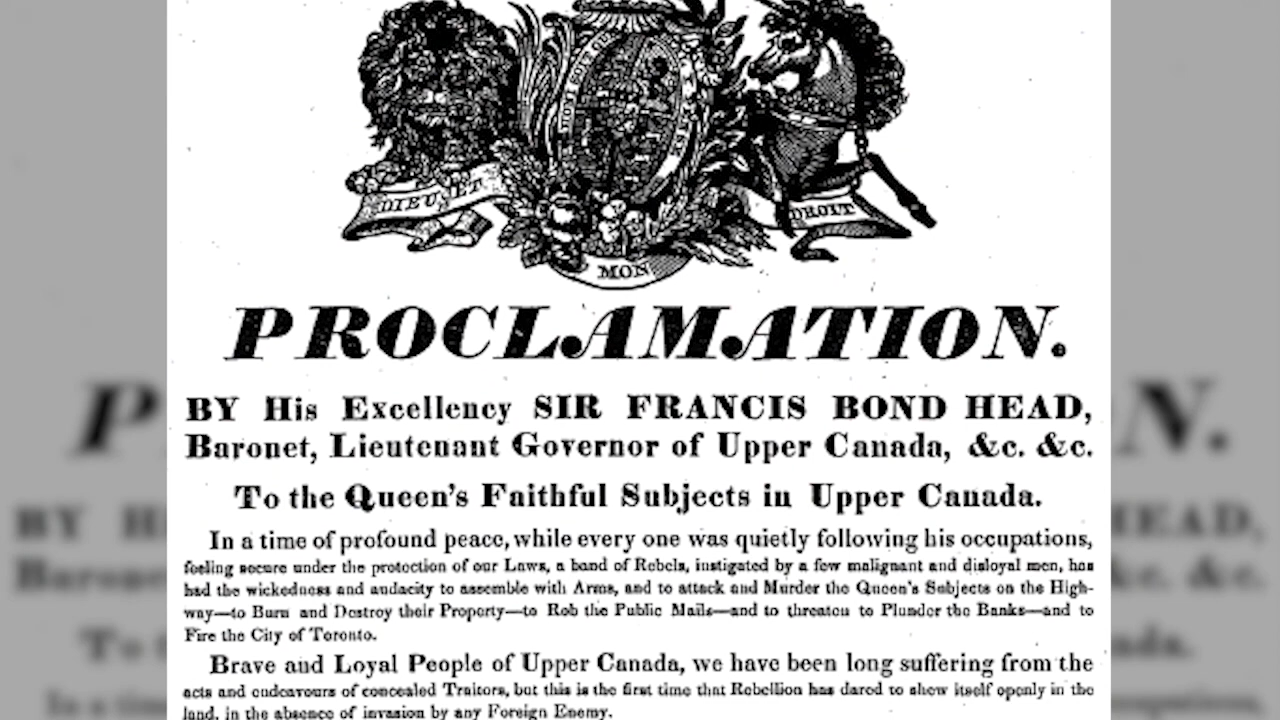 HONI SOIT QUI
DIEU ET
DROIT
MON
PROCLAMATION.
BY His Excellency SIR FRANCIS BOND HEAD,
Baronet, Lieutenant Governor of Upper Canada, &c. &c.
To the Queen's Faithful Subjects in Upper Canada.
In a time of profound peace, while every one was quietly following his occupations,
feeling secure under the protection of our Laws, a band of Rebels, instigated by a few malignant and disloyal men, has
had the wickedness and audacity to assemble with Arms, and to attack and Murder the Queen's Subjects on the High-
way—to Burn and Destroy their Property—to Rob the Public Mails—and to threaten to Plunder the Banks—and to
Fire the City of Toronto.
Brave and Loyal People of Upper Canada, we have been long suffering from the
acts and endeavours of concealed Traitors, but this is the first time that Rebellion has dared to shew itself openly in the
land, in the absence of invasion by any Foreign Enemy.